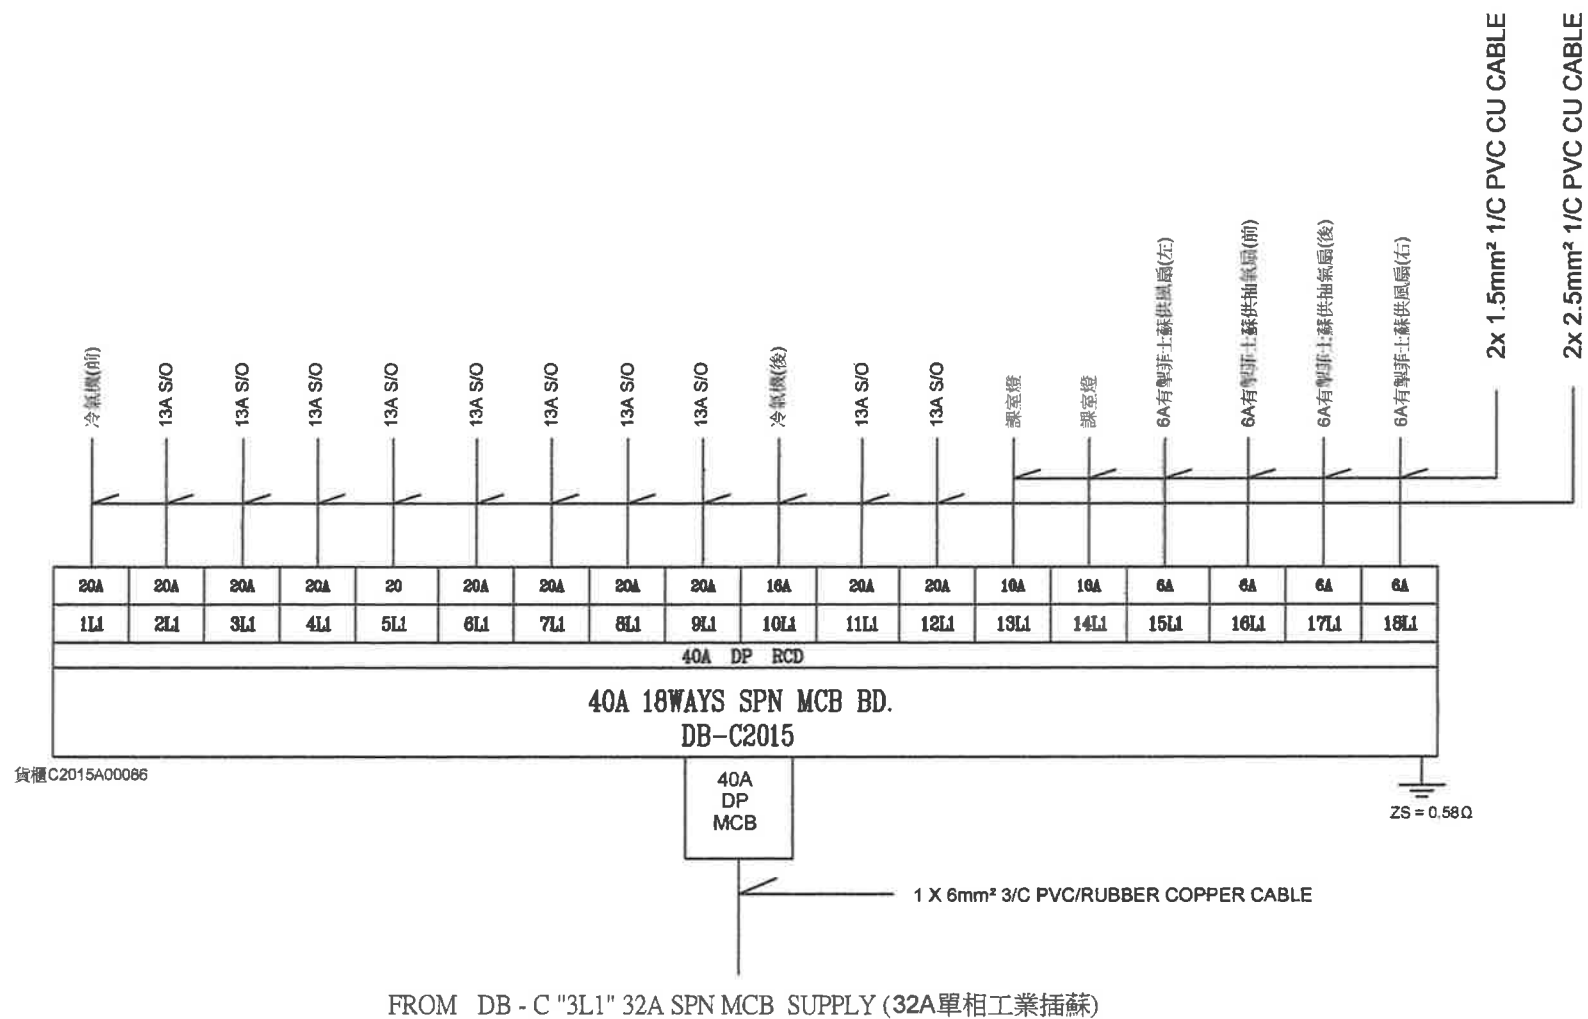 2x 1.5mm² 1/C PVC CU CABLE
2x 2.5mm² 1/C PVC CU CABLE
冷氣機(前)
13A S/O
13A S/O
13A S/O
13A S/O
13A S/O
13A S/O
13A S/O
13A S/O
冷氣機(後)
13A S/O
13A S/O
課室燈
課室燈
6A有掣菲士蘇供風扇(左)
6A有掣菲士蘇供抽氣扇(前)
6A有掣菲士蘇供抽氣扇(後)
6A有掣菲士蘇供風扇(右)
20A 20A 20A 20A 20 20A 20A 20A 20A 16A 20A 20A 10A 10A 6A 6A 6A 6A
1L1 2L1 3L1 4L1 5L1 6L1 7L1 8L1 9L1 10L1 11L1 12L1 13L1 14L1 15L1 16L1 17L1 18L1
40A DP RCD
40A 18WAYS SPN MCB BD.
DB-C2015
貨櫃C2015A00086
40A
DP
MCB
ZS = 0.58Ω
1 X 6mm² 3/C PVC/RUBBER COPPER CABLE
FROM DB - C "3L1" 32A SPN MCB SUPPLY (32A單相工業插蘇)